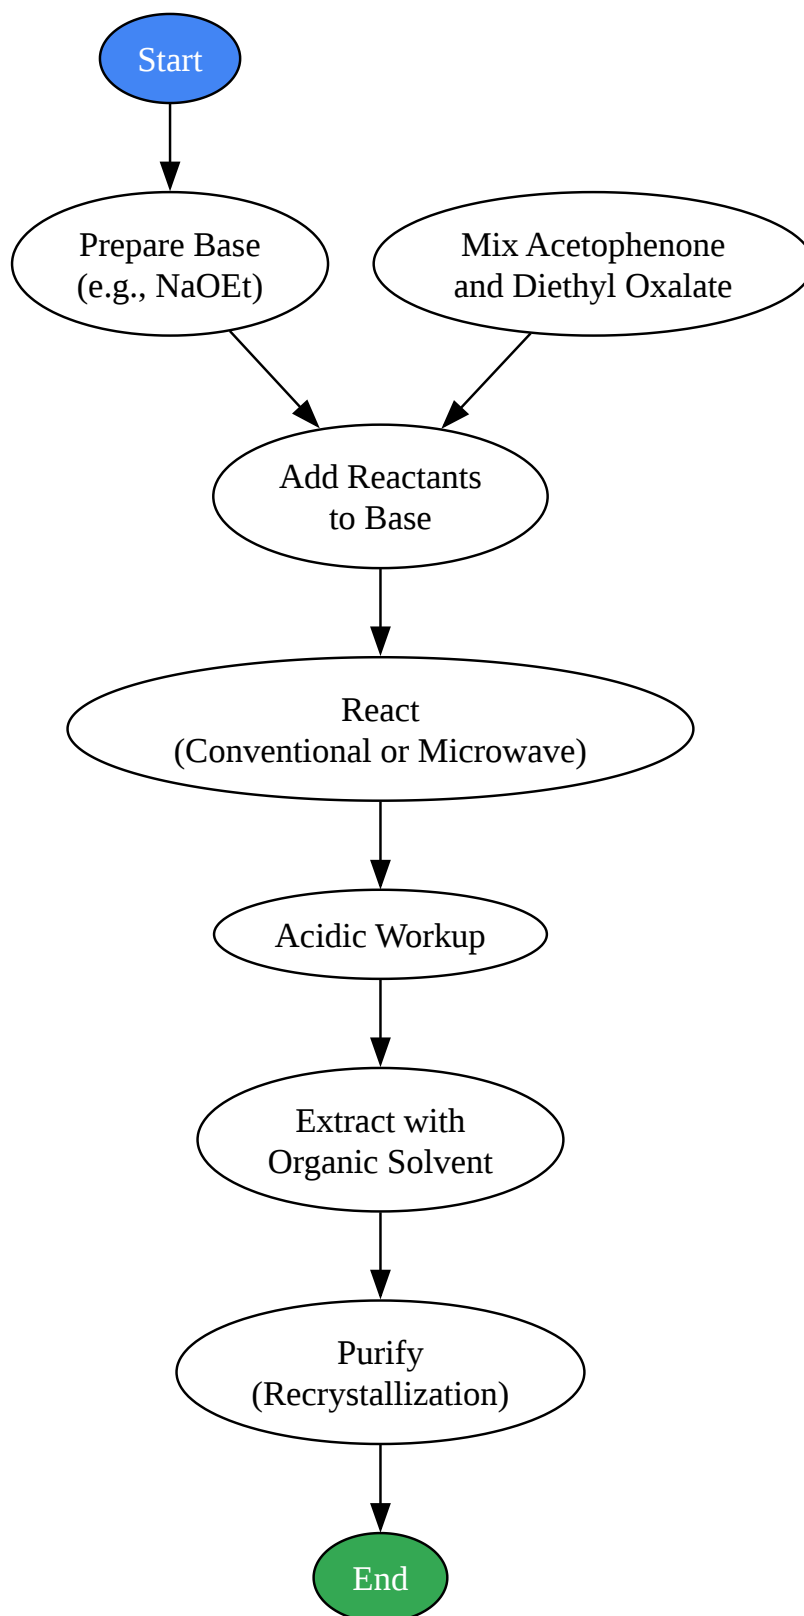 Start
Prepare Base
(e.g., NaOEt)
Mix Acetophenone
and Diethyl Oxalate
Add Reactants
to Base
React
(Conventional or Microwave)
Acidic Workup
Extract with
Organic Solvent
Purify
(Recrystallization)
End